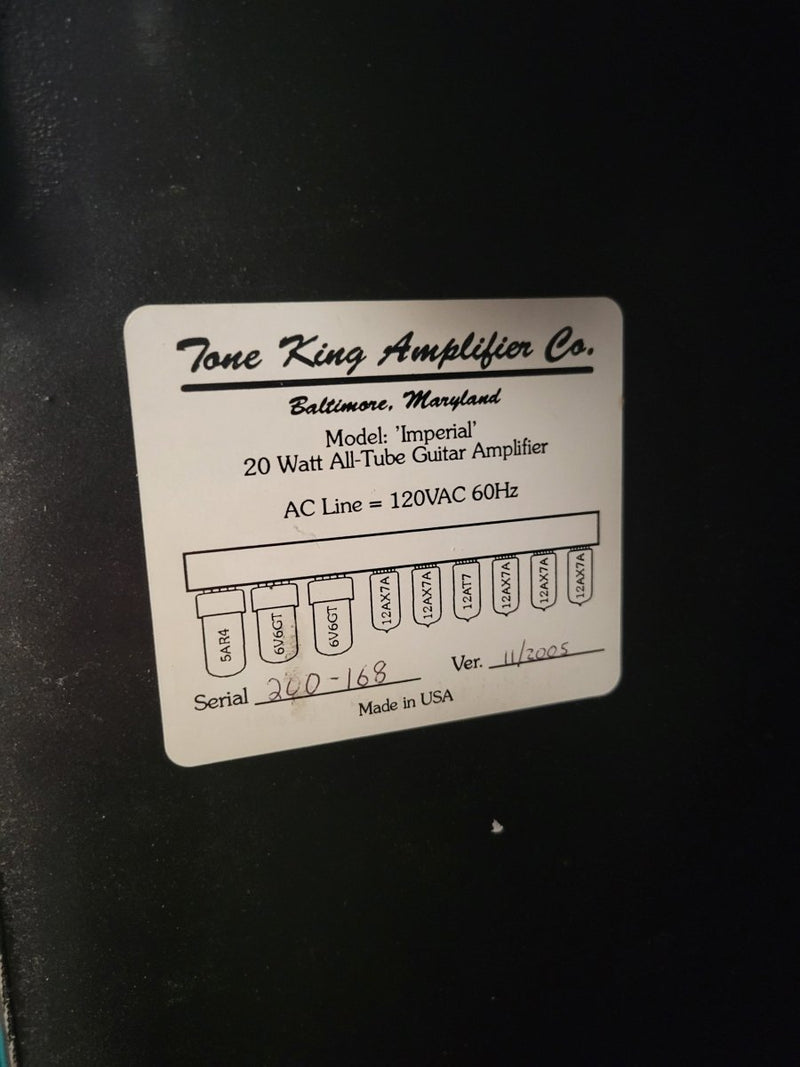 Tone King Amplifier Co.
Baltimore, Maryland
Model: 'Imperial'
20 Watt All-Tube Guitar Amplifier
AC Line = 120VAC 60Hz
5AR4 6V6GT 6V6GT 12AX7A 12AX7A 12AT7 12AX7A 12AX7A 12AX7A
Serial 200-168 Ver. 11/2005
Made in USA